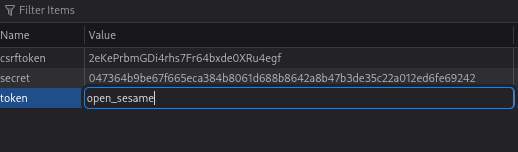 Filter Items
Name Value
csrftoken 2eKePrbmGDi4rhs7Fr64bxde0XRu4egf
secret 047364b9be67f665eca384b8061d688b8642a8b47b3de35c22a012ed6fe69242
token open_sesame